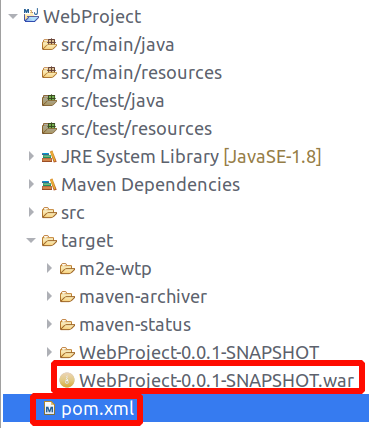 WebProject
src/main/java
src/main/resources
src/test/java
src/test/resources
JRE System Library [JavaSE-1.8]
Maven Dependencies
src
target
m2e-wtp
maven-archiver
maven-status
WebProject-0.0.1-SNAPSHOT
WebProject-0.0.1-SNAPSHOT.war
pom.xml